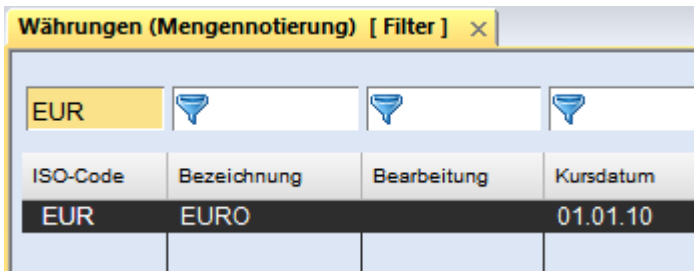 Währungen (Mengennotierung) [ Filter ]
EUR
ISO-Code Bezeichnung Bearbeitung Kursdatum
EUR EURO 01.01.10